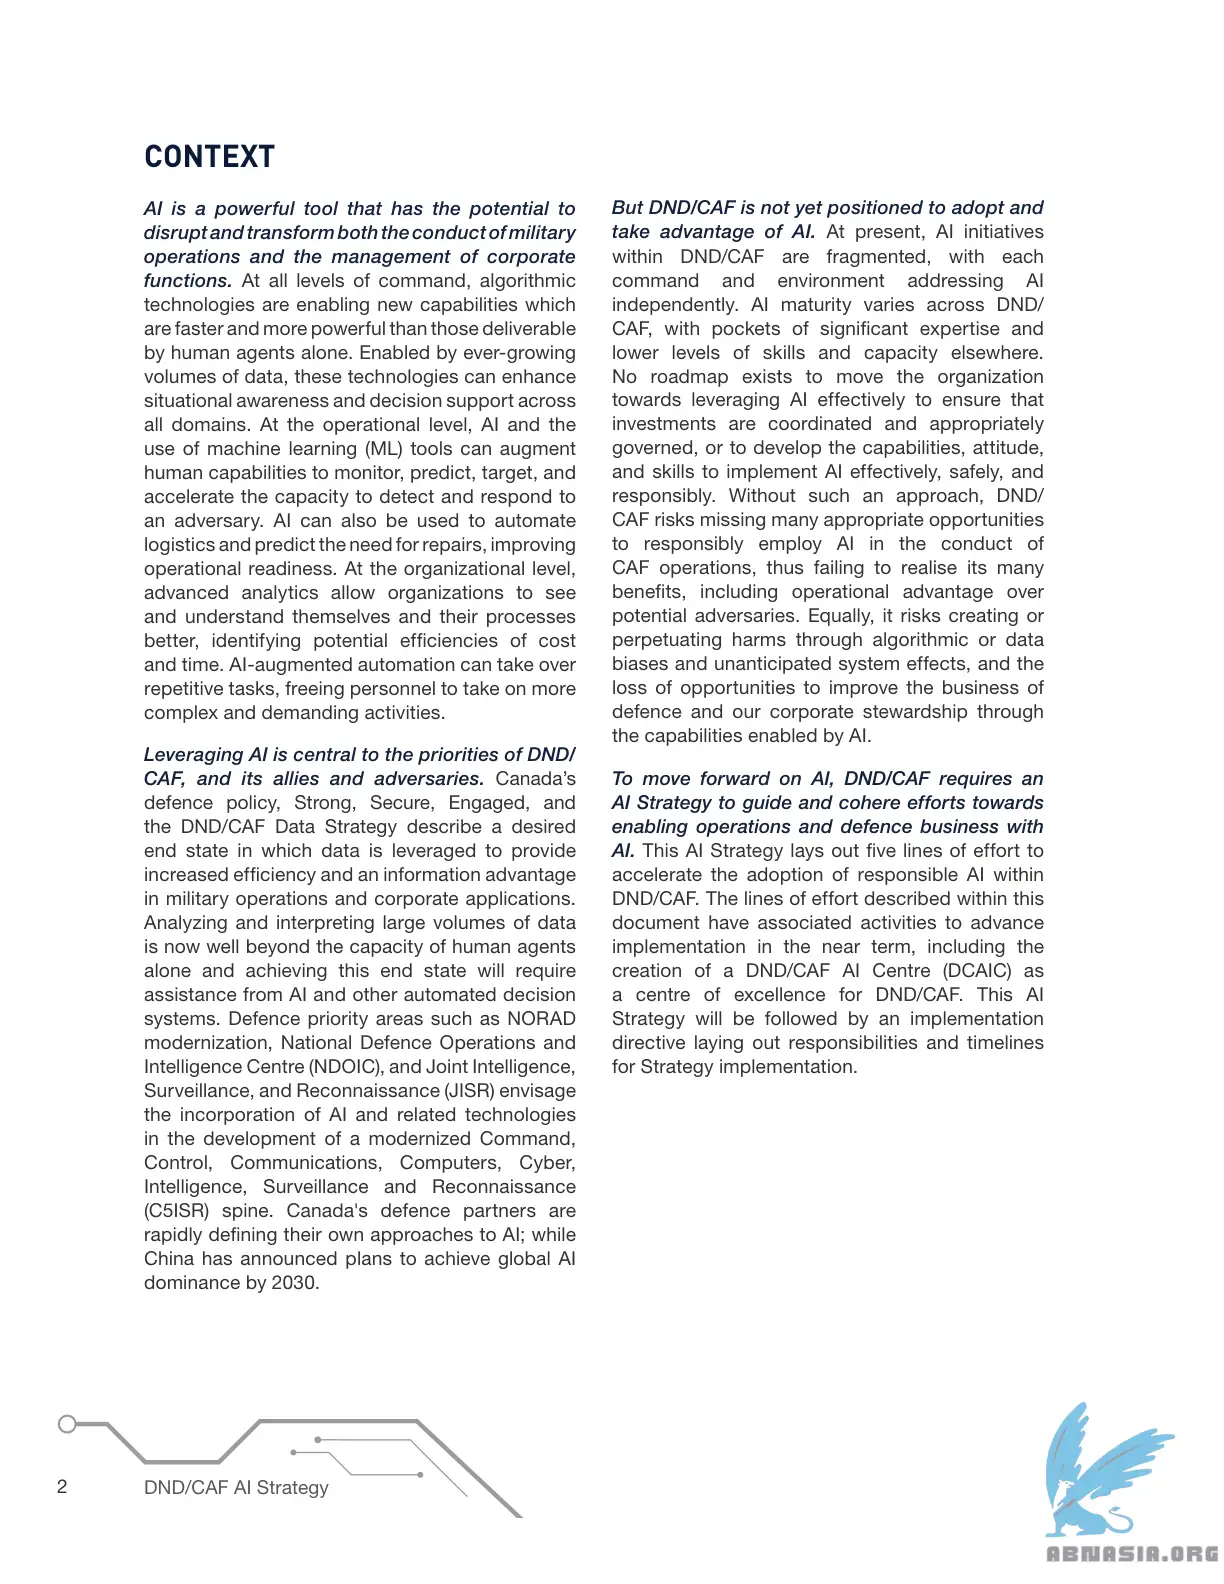 CONTEXT
AI is a powerful tool that has the potential to
disrupt and transform both the conduct of military
operations and the management of corporate
functions. At all levels of command, algorithmic
technologies are enabling new capabilities which
are faster and more powerful than those deliverable
by human agents alone. Enabled by ever-growing
volumes of data, these technologies can enhance
situational awareness and decision support across
all domains. At the operational level, AI and the
use of machine learning (ML) tools can augment
human capabilities to monitor, predict, target, and
accelerate the capacity to detect and respond to
an adversary. AI can also be used to automate
logistics and predict the need for repairs, improving
operational readiness. At the organizational level,
advanced analytics allow organizations to see
and understand themselves and their processes
better, identifying potential efficiencies of cost
and time. AI-augmented automation can take over
repetitive tasks, freeing personnel to take on more
complex and demanding activities.
Leveraging AI is central to the priorities of DND/
CAF, and its allies and adversaries. Canada’s
defence policy, Strong, Secure, Engaged, and
the DND/CAF Data Strategy describe a desired
end state in which data is leveraged to provide
increased efficiency and an information advantage
in military operations and corporate applications.
Analyzing and interpreting large volumes of data
is now well beyond the capacity of human agents
alone and achieving this end state will require
assistance from AI and other automated decision
systems. Defence priority areas such as NORAD
modernization, National Defence Operations and
Intelligence Centre (NDOIC), and Joint Intelligence,
Surveillance, and Reconnaissance (JISR) envisage
the incorporation of AI and related technologies
in the development of a modernized Command,
Control, Communications, Computers, Cyber,
Intelligence, Surveillance and Reconnaissance
(C5ISR) spine. Canada's defence partners are
rapidly defining their own approaches to AI; while
China has announced plans to achieve global AI
dominance by 2030.
But DND/CAF is not yet positioned to adopt and
take advantage of AI. At present, AI initiatives
within DND/CAF are fragmented, with each
command and environment addressing AI
independently. AI maturity varies across DND/
CAF, with pockets of significant expertise and
lower levels of skills and capacity elsewhere.
No roadmap exists to move the organization
towards leveraging AI effectively to ensure that
investments are coordinated and appropriately
governed, or to develop the capabilities, attitude,
and skills to implement AI effectively, safely, and
responsibly. Without such an approach, DND/
CAF risks missing many appropriate opportunities
to responsibly employ AI in the conduct of
CAF operations, thus failing to realise its many
benefits, including operational advantage over
potential adversaries. Equally, it risks creating or
perpetuating harms through algorithmic or data
biases and unanticipated system effects, and the
loss of opportunities to improve the business of
defence and our corporate stewardship through
the capabilities enabled by AI.
To move forward on AI, DND/CAF requires an
AI Strategy to guide and cohere efforts towards
enabling operations and defence business with
AI. This AI Strategy lays out five lines of effort to
accelerate the adoption of responsible AI within
DND/CAF. The lines of effort described within this
document have associated activities to advance
implementation in the near term, including the
creation of a DND/CAF AI Centre (DCAIC) as
a centre of excellence for DND/CAF. This AI
Strategy will be followed by an implementation
directive laying out responsibilities and timelines
for Strategy implementation.
2
DND/CAF AI Strategy
ABNASIA.ORG